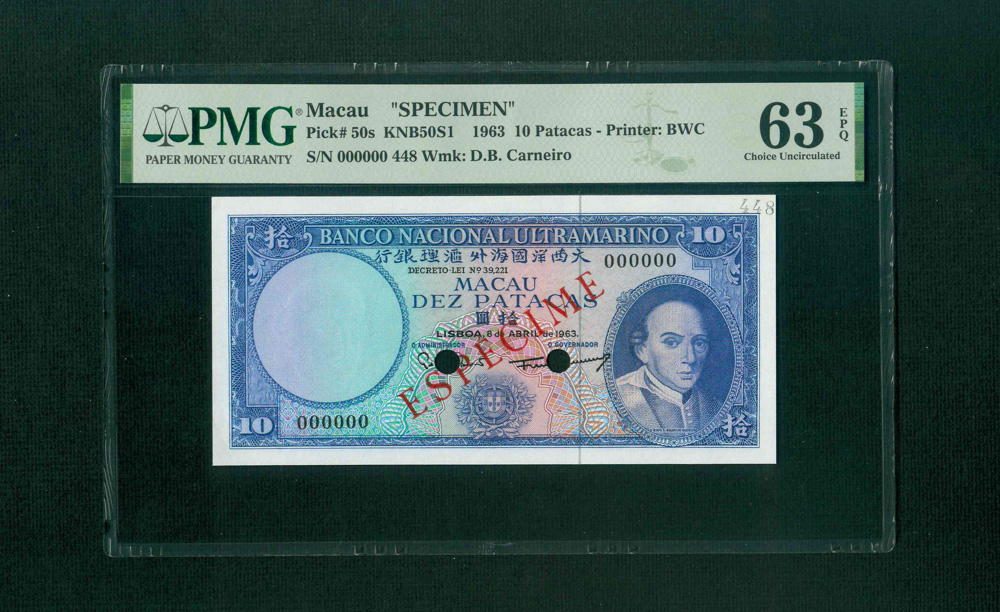 PMG®
PAPER MONEY GUARANTY
Macau "SPECIMEN"
Pick# 50s KNB50S1 1963 10 Patacas - Printer: BWC
S/N 000000 448 Wmk: D.B. Carneiro
63
EPQ
Choice Uncirculated
448
拾 BANCO NACIONAL ULTRAMARINO 10
行銀理滙外海國洋西大
DECRETO-LEI Nº 39,221
000000
MACAU
DEZ PATACAS
圓拾
LISBOA, 8 de ABRIL de 1963.
O ADMINISTRADOR
O GOVERNADOR
ESPÉCIME
10
000000
拾